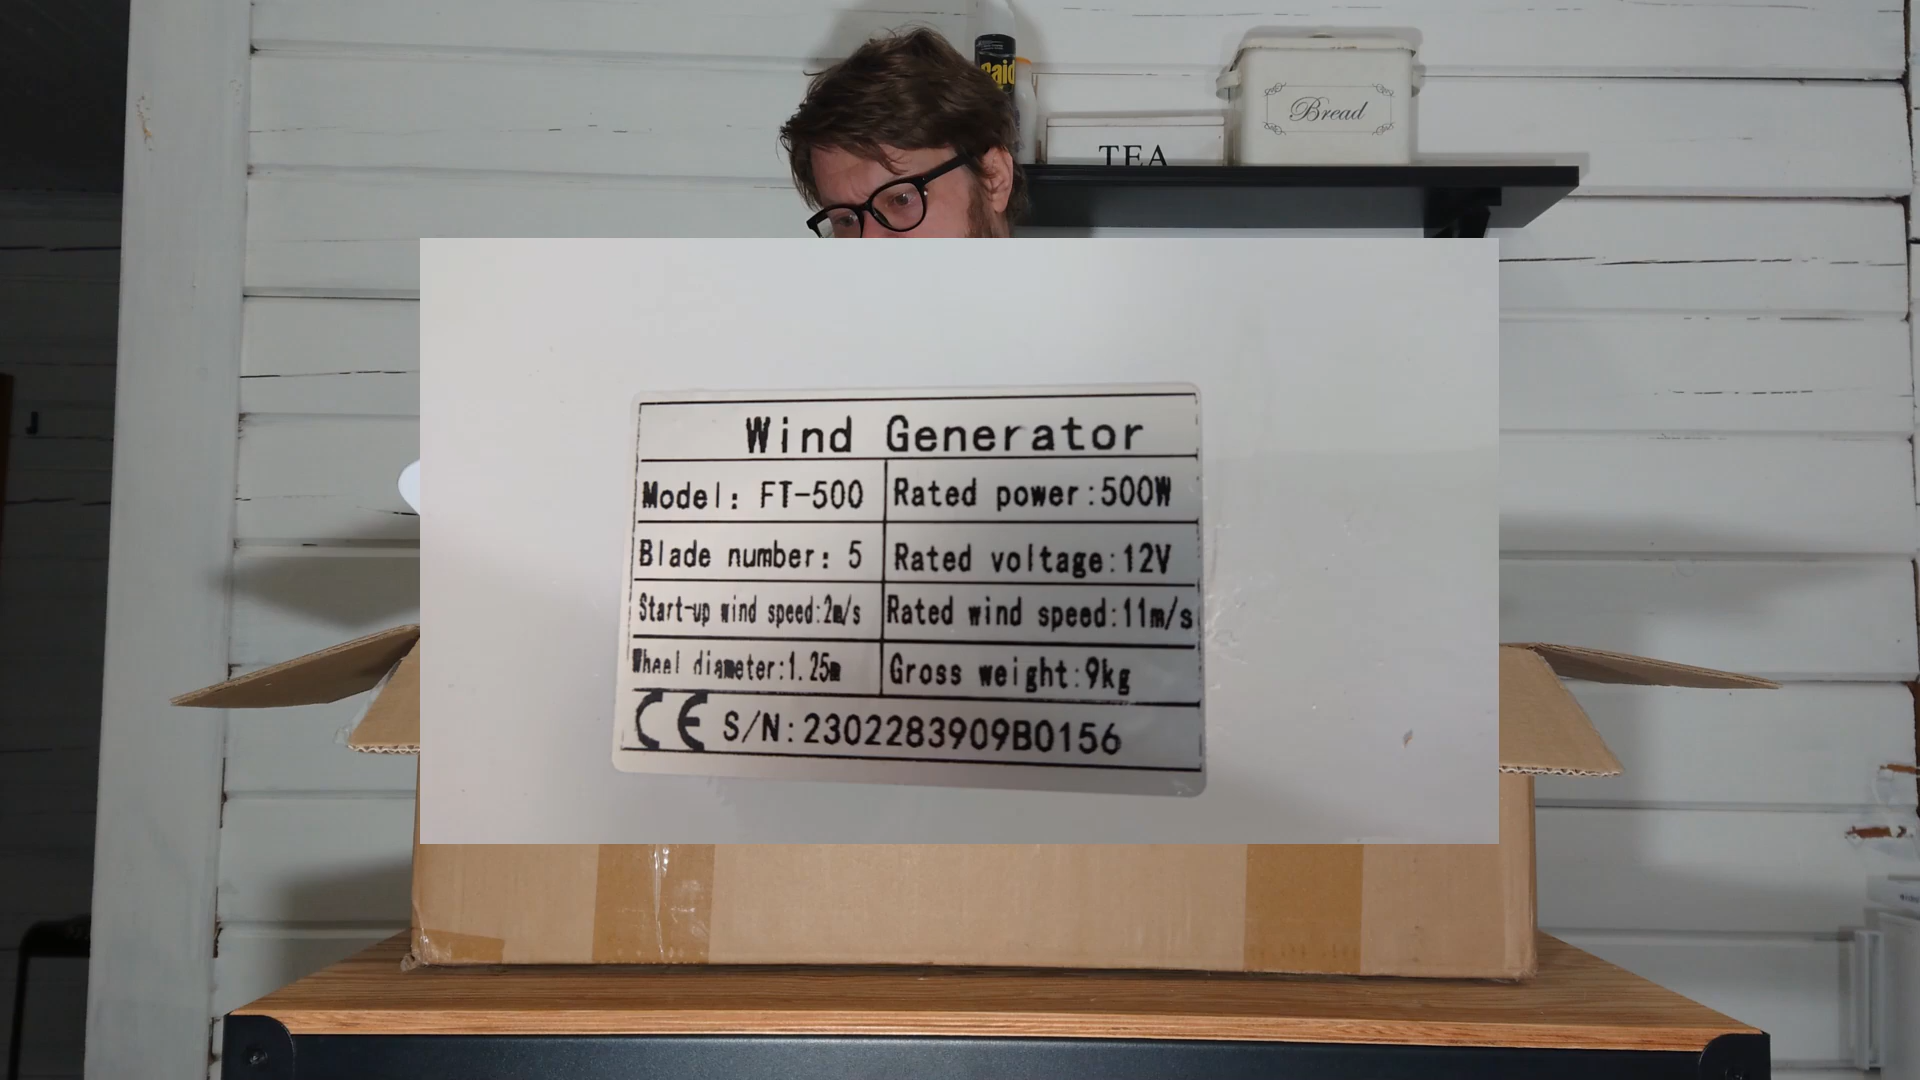 Raid
Bread
TEA
Wind Generator
Model: FT-500
Rated power:500W
Blade number: 5
Rated voltage:12V
Start-up wind speed:2m/s
Rated wind speed:11m/s
Wheel diameter:1.25m
Gross weight:9kg
CE S/N:2302283909B0156